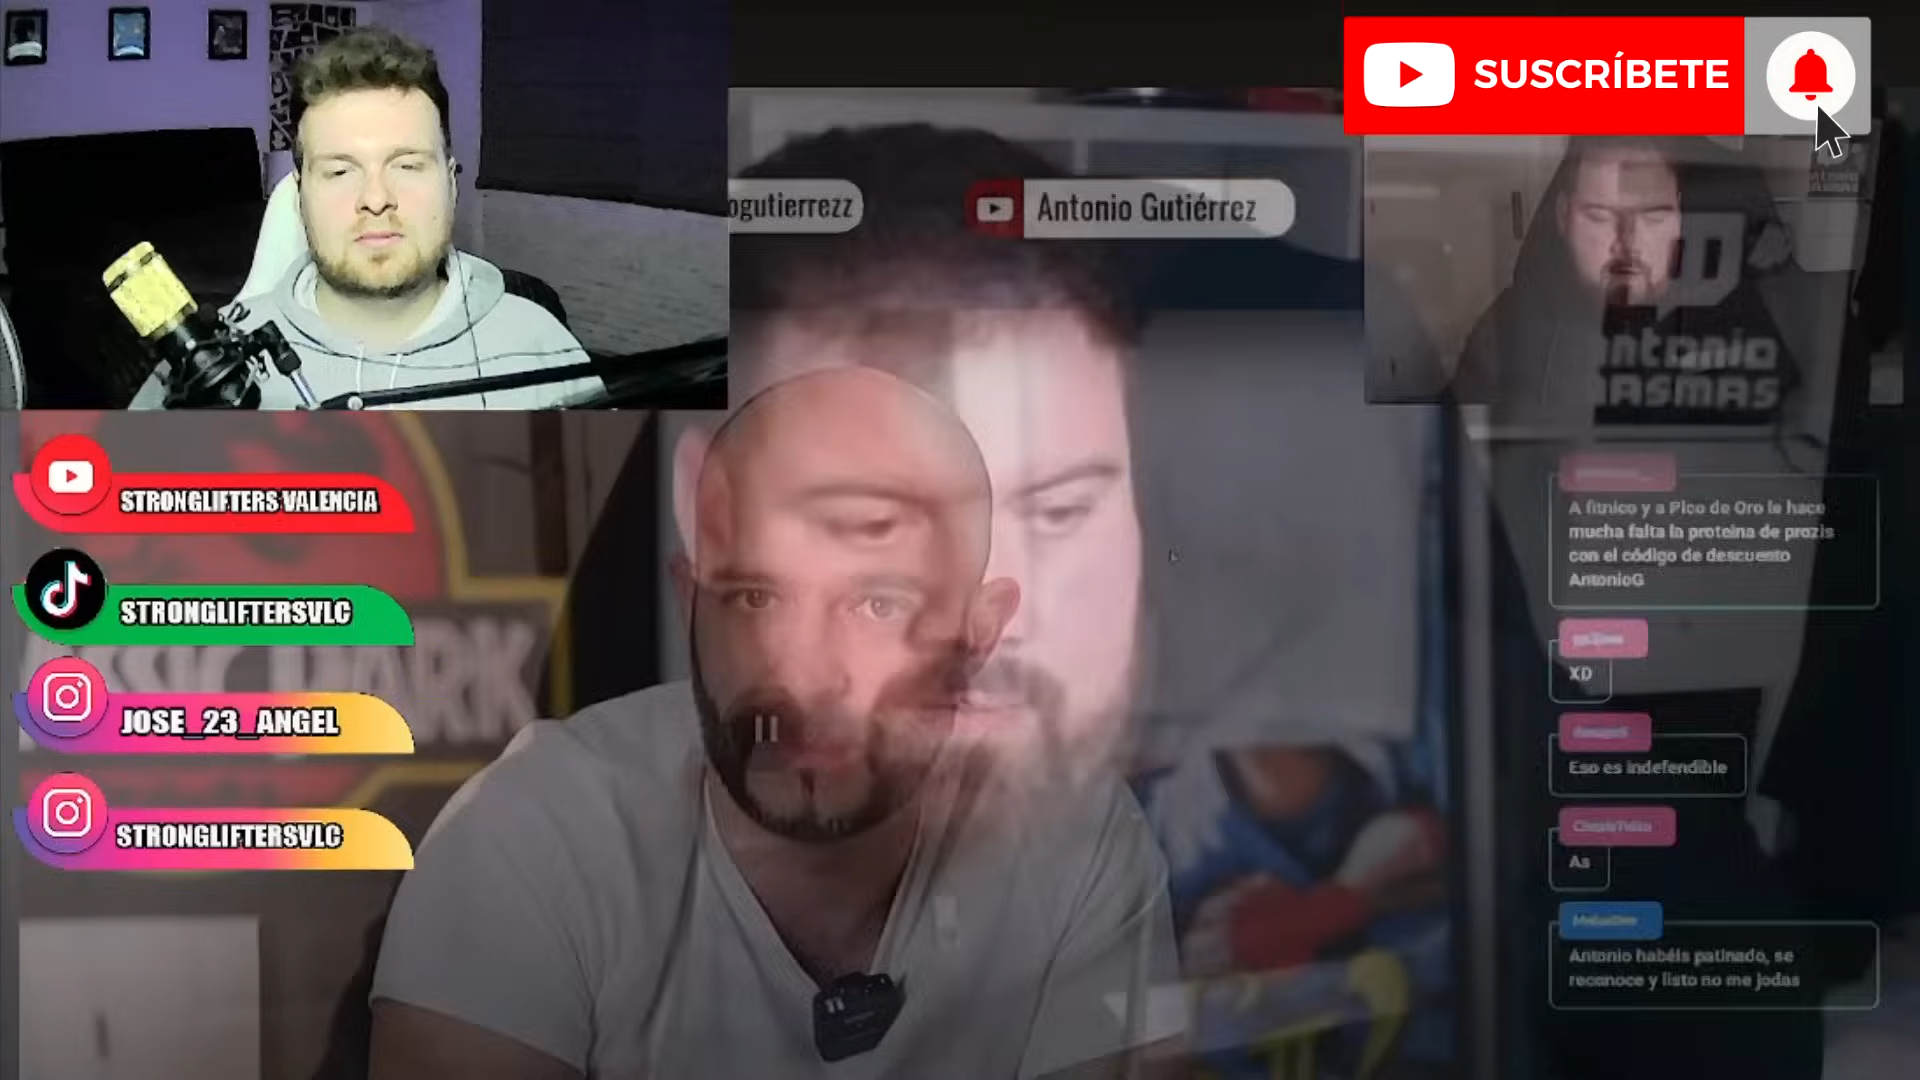 SUSCRÍBETE
ogutierrezz
Antonio Gutiérrez
antonio
STRONGLIFTERS VALENCIA
STRONGLIFTERSVLC
JOSE_23_ANGEL
STRONGLIFTERSVLC
A fitnico y a Pico de Oro le hace
mucha falta la proteina de prozis
con el código de descuento
AntonioG
XD
Eso es indefendible
As
Antonio habéis patinado, se
reconoce y listo no me jodas